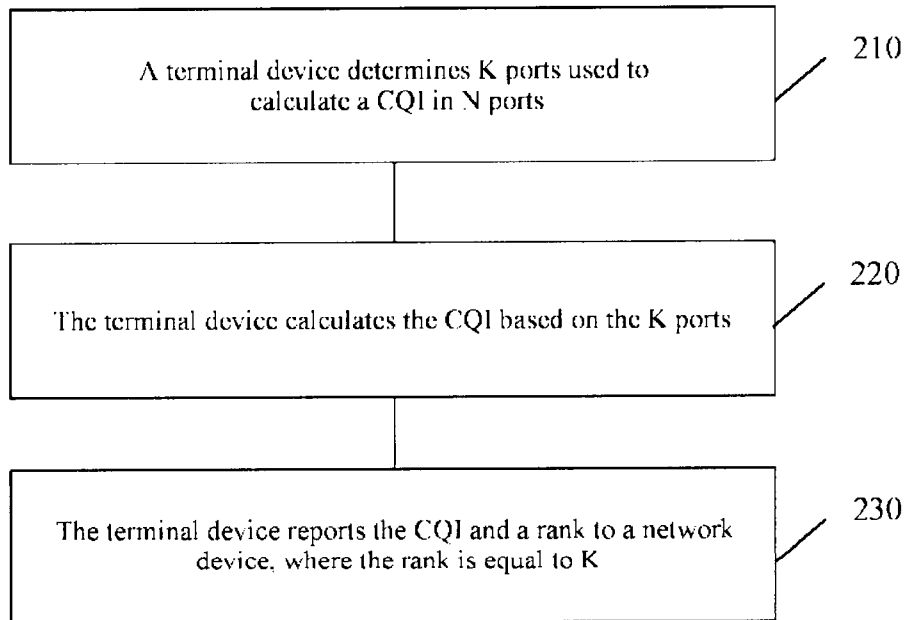 A terminal device determines K ports used to
calculate a CQI in N ports
210
The terminal device calculates the CQI based on the K ports
220
The terminal device reports the CQI and a rank to a network
device, where the rank is equal to K
230